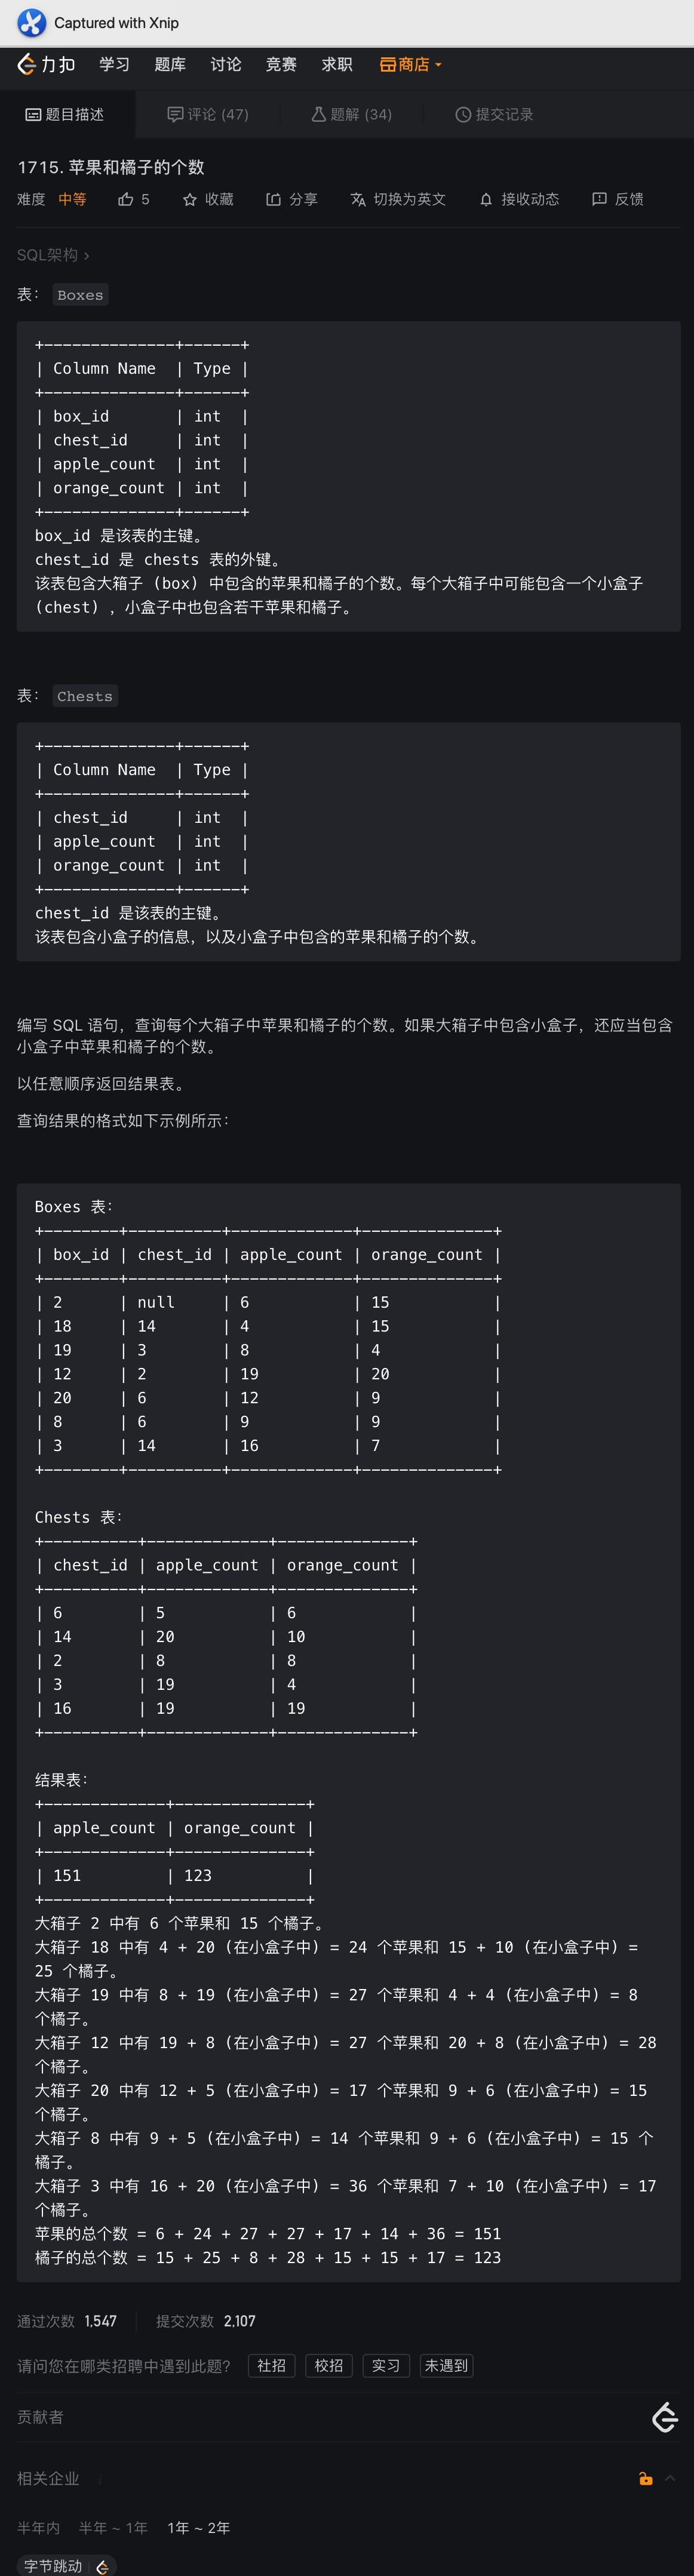 Captured with Xnip
力扣 学习 题库 讨论 竞赛 求职 商店
题目描述 评论 (47) 题解 (34) 提交记录
1715. 苹果和橘子的个数
难度 中等 5 收藏 分享 切换为英文 接收动态 反馈
SQL架构 >
表: Boxes
+--------------+------+
| Column Name  | Type |
+--------------+------+
| box_id       | int  |
| chest_id     | int  |
| apple_count  | int  |
| orange_count | int  |
+--------------+------+
box_id 是该表的主键。
chest_id 是 chests 表的外键。
该表包含大箱子 (box) 中包含的苹果和橘子的个数。每个大箱子中可能包含一个小盒子
(chest) ，小盒子中也包含若干苹果和橘子。
表: Chests
+--------------+------+
| Column Name  | Type |
+--------------+------+
| chest_id     | int  |
| apple_count  | int  |
| orange_count | int  |
+--------------+------+
chest_id 是该表的主键。
该表包含小盒子的信息，以及小盒子中包含的苹果和橘子的个数。
编写 SQL 语句，查询每个大箱子中苹果和橘子的个数。如果大箱子中包含小盒子，还应当包含
小盒子中苹果和橘子的个数。
以任意顺序返回结果表。
查询结果的格式如下示例所示:
Boxes 表:
+--------+----------+-------------+--------------+
| box_id | chest_id | apple_count | orange_count |
+--------+----------+-------------+--------------+
| 2      | null     | 6           | 15           |
| 18     | 14       | 4           | 15           |
| 19     | 3        | 8           | 4            |
| 12     | 2        | 19          | 20           |
| 20     | 6        | 12          | 9            |
| 8      | 6        | 9           | 9            |
| 3      | 14       | 16          | 7            |
+--------+----------+-------------+--------------+
Chests 表:
+----------+-------------+--------------+
| chest_id | apple_count | orange_count |
+----------+-------------+--------------+
| 6        | 5           | 6            |
| 14       | 20          | 10           |
| 2        | 8           | 8            |
| 3        | 19          | 4            |
| 16       | 19          | 19           |
+----------+-------------+--------------+
结果表:
+-------------+--------------+
| apple_count | orange_count |
+-------------+--------------+
| 151         | 123          |
+-------------+--------------+
大箱子 2 中有 6 个苹果和 15 个橘子。
大箱子 18 中有 4 + 20 (在小盒子中) = 24 个苹果和 15 + 10 (在小盒子中) =
25 个橘子。
大箱子 19 中有 8 + 19 (在小盒子中) = 27 个苹果和 4 + 4 (在小盒子中) = 8
个橘子。
大箱子 12 中有 19 + 8 (在小盒子中) = 27 个苹果和 20 + 8 (在小盒子中) = 28
个橘子。
大箱子 20 中有 12 + 5 (在小盒子中) = 17 个苹果和 9 + 6 (在小盒子中) = 15
个橘子。
大箱子 8 中有 9 + 5 (在小盒子中) = 14 个苹果和 9 + 6 (在小盒子中) = 15 个
橘子。
大箱子 3 中有 16 + 20 (在小盒子中) = 36 个苹果和 7 + 10 (在小盒子中) = 17
个橘子。
苹果的总个数 = 6 + 24 + 27 + 27 + 17 + 14 + 36 = 151
橘子的总个数 = 15 + 25 + 8 + 28 + 15 + 15 + 17 = 123
通过次数 1,547 提交次数 2,107
请问您在哪类招聘中遇到此题? 社招 校招 实习 未遇到
贡献者
相关企业
半年内 半年 ~ 1年 1年 ~ 2年
字节跳动